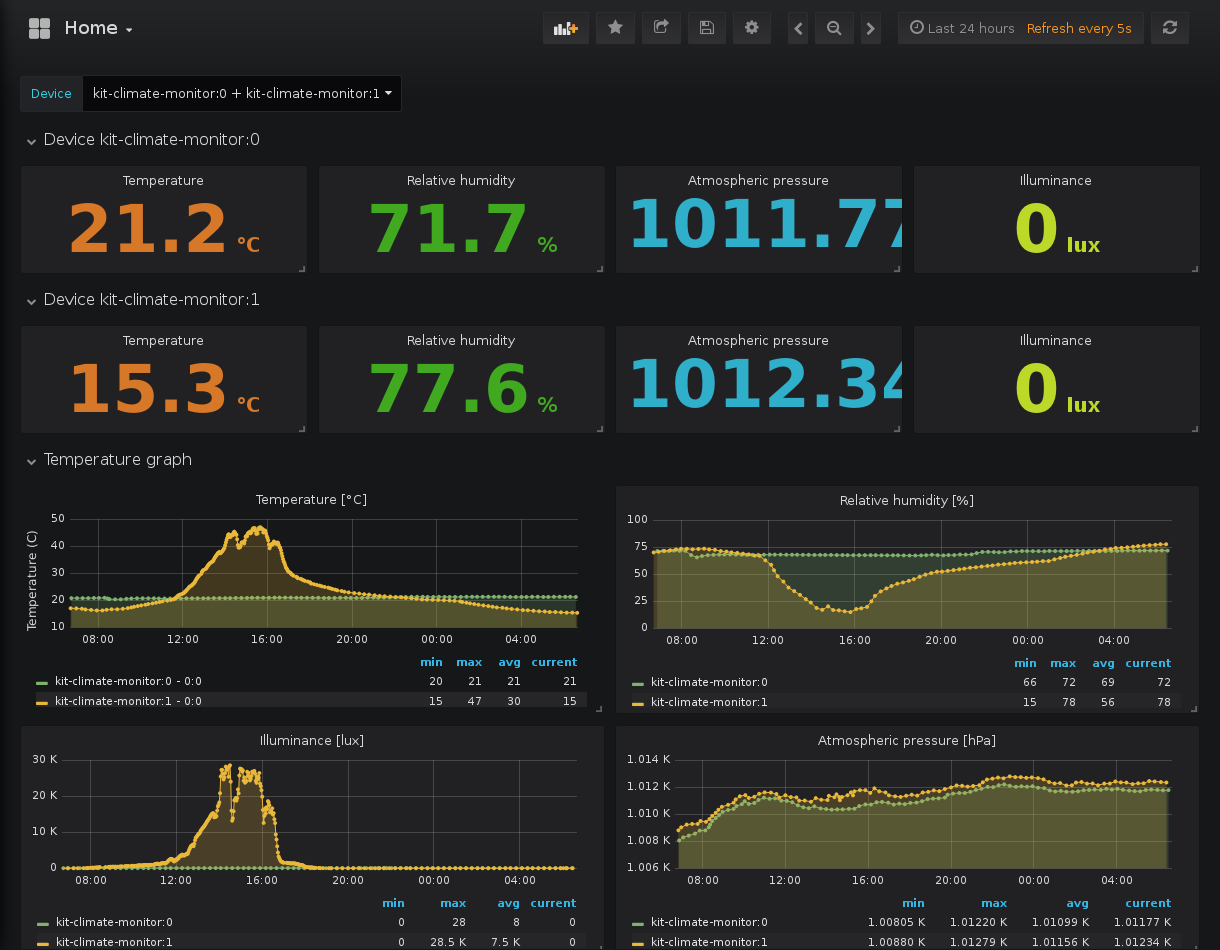 Home
Last 24 hours Refresh every 5s
Device kit-climate-monitor:0 + kit-climate-monitor:1
Device kit-climate-monitor:0
Temperature Relative humidity Atmospheric pressure Illuminance
21.2 °C 71.7 % 1011.77 0 lux
Device kit-climate-monitor:1
Temperature Relative humidity Atmospheric pressure Illuminance
15.3 °C 77.6 % 1012.34 0 lux
Temperature graph
Temperature [°C]
Temperature (C)
50
40
30
20
10
08:00 12:00 16:00 20:00 00:00 04:00
min max avg current
kit-climate-monitor:0 - 0:0 20 21 21 21
kit-climate-monitor:1 - 0:0 15 47 30 15
Relative humidity [%]
100
75
50
25
0
08:00 12:00 16:00 20:00 00:00 04:00
min max avg current
kit-climate-monitor:0 66 72 69 72
kit-climate-monitor:1 15 78 56 78
Illuminance [lux]
30 K
20 K
10 K
0
08:00 12:00 16:00 20:00 00:00 04:00
min max avg current
kit-climate-monitor:0 0 28 8 0
kit-climate-monitor:1 0 28.5 K 7.5 K 0
Atmospheric pressure [hPa]
1.014 K
1.012 K
1.010 K
1.008 K
1.006 K
08:00 12:00 16:00 20:00 00:00 04:00
min max avg current
kit-climate-monitor:0 1.00805 K 1.01220 K 1.01099 K 1.01177 K
kit-climate-monitor:1 1.00880 K 1.01279 K 1.01156 K 1.01234 K